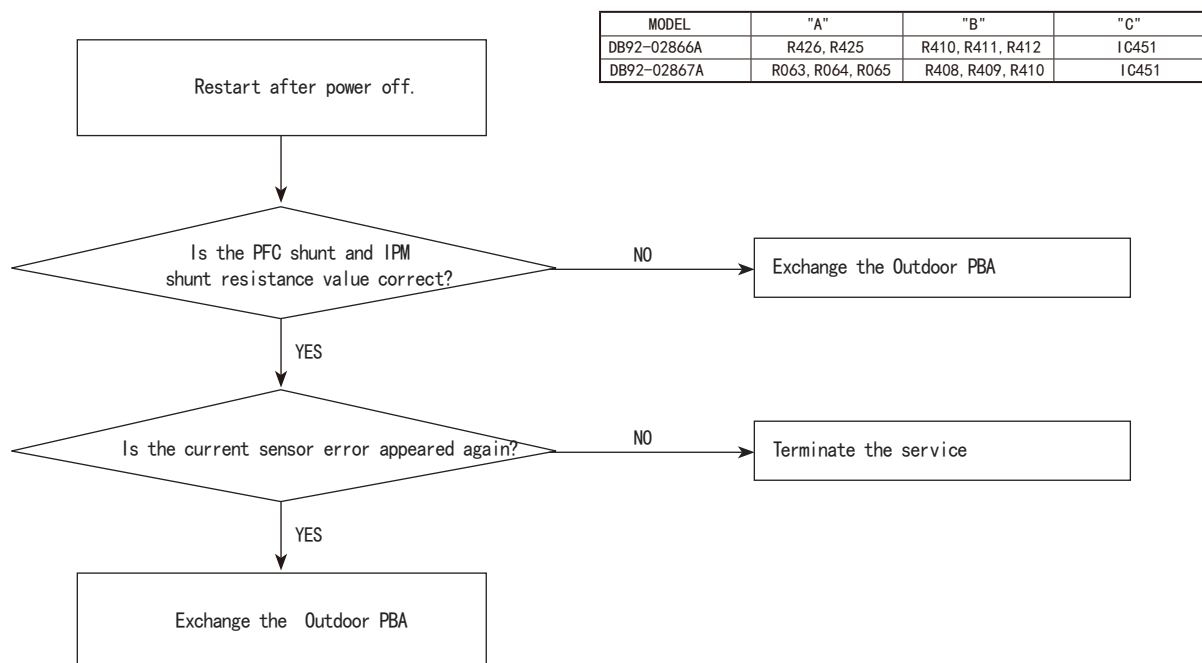 MODEL "A" "B" "C"
DB92-02866A R426, R425 R410, R411, R412 IC451
DB92-02867A R063, R064, R065 R408, R409, R410 IC451
Restart after power off.
Is the PFC shunt and IPM
shunt resistance value correct?
NO
Exchange the Outdoor PBA
YES
Is the current sensor error appeared again?
NO
Terminate the service
YES
Exchange the Outdoor PBA